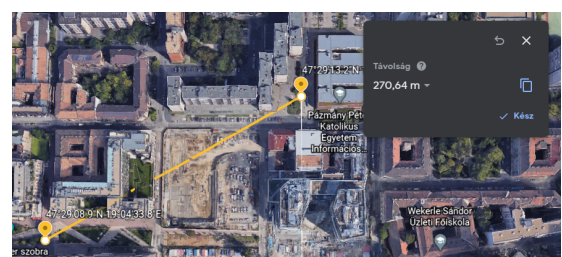 Távolság
270,64 m
Kész
47°29'13.2"N
Pázmány Pét
Katolikus
Egyetem
Információs...
47°29'08.9"N 19°04'33.8"E
er szobra
Wekerle Sándor
Üzleti Főiskola